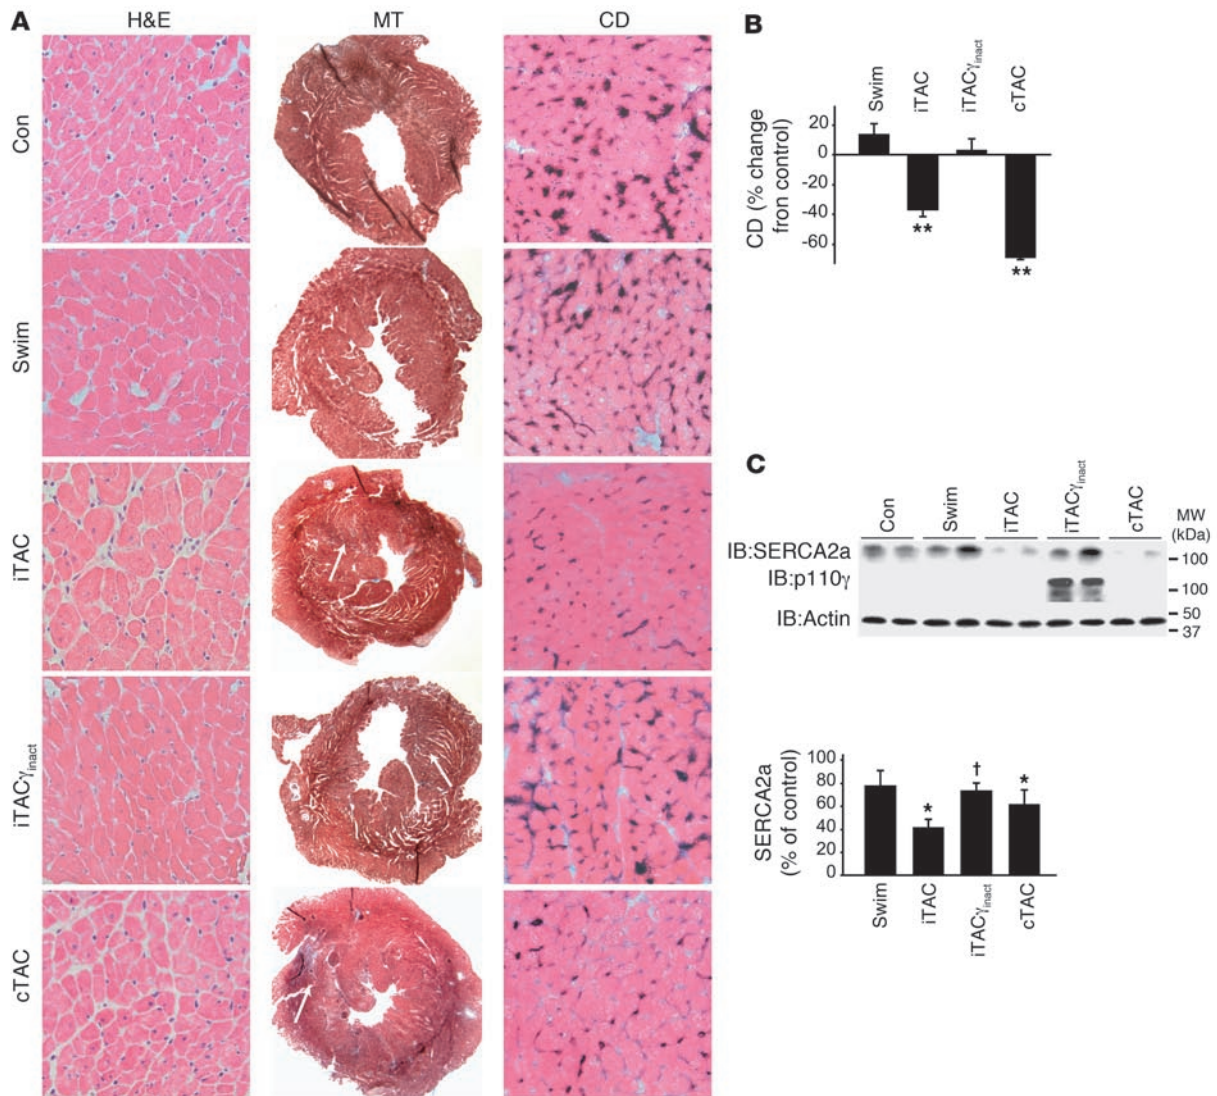 A
H&E
MT
CD
Con
Swim
iTAC
iTACγinact
cTAC
B
Swim
iTAC
iTACγinact
cTAC
CD (% change
fron control)
20
0
-20
-40
-60
**
**
C
Con
Swim
iTAC
iTACγinact
cTAC
MW
(kDa)
IB:SERCA2a
100
IB:p110γ
100
IB:Actin
50
37
SERCA2a
(% of control)
100
80
60
40
20
0
*
†
*
Swim
iTAC
iTACγinact
cTAC